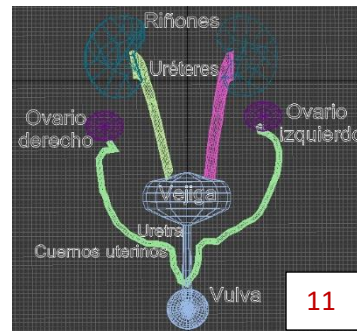 Riñones
Uréteres
Ovario
derecho
Ovario
izquierdo
Vejiga
Uretra
Cuernos uterinos
Vulva
11